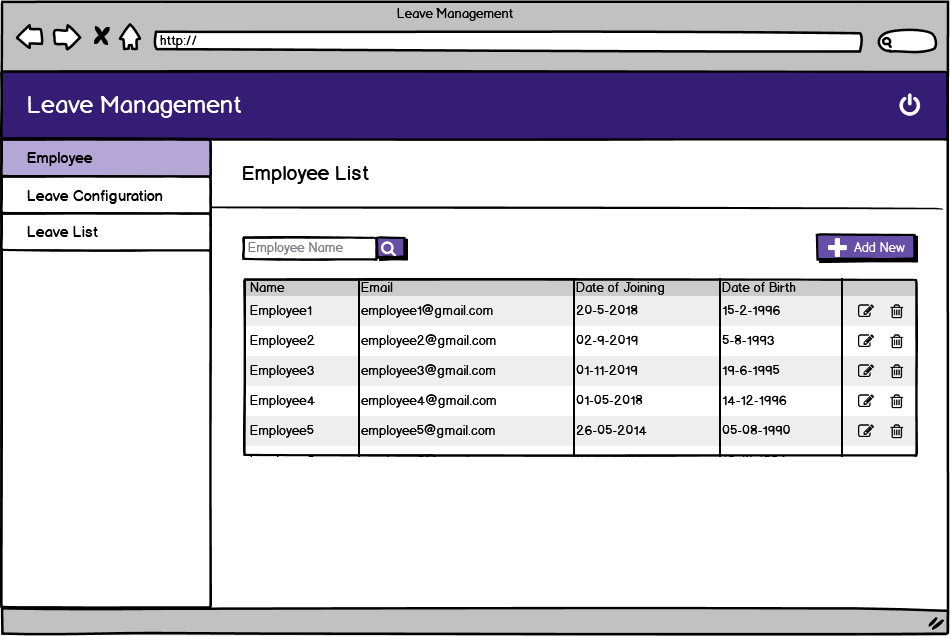 Leave Management
http://
Leave Management
Employee
Leave Configuration
Leave List
Employee List
Employee Name
Add New
Name Email Date of Joining Date of Birth
Employee1 employee1@gmail.com 20-5-2018 15-2-1996
Employee2 employee2@gmail.com 02-9-2019 5-8-1993
Employee3 employee3@gmail.com 01-11-2019 19-6-1995
Employee4 employee4@gmail.com 01-05-2018 14-12-1996
Employee5 employee5@gmail.com 26-05-2014 05-08-1990